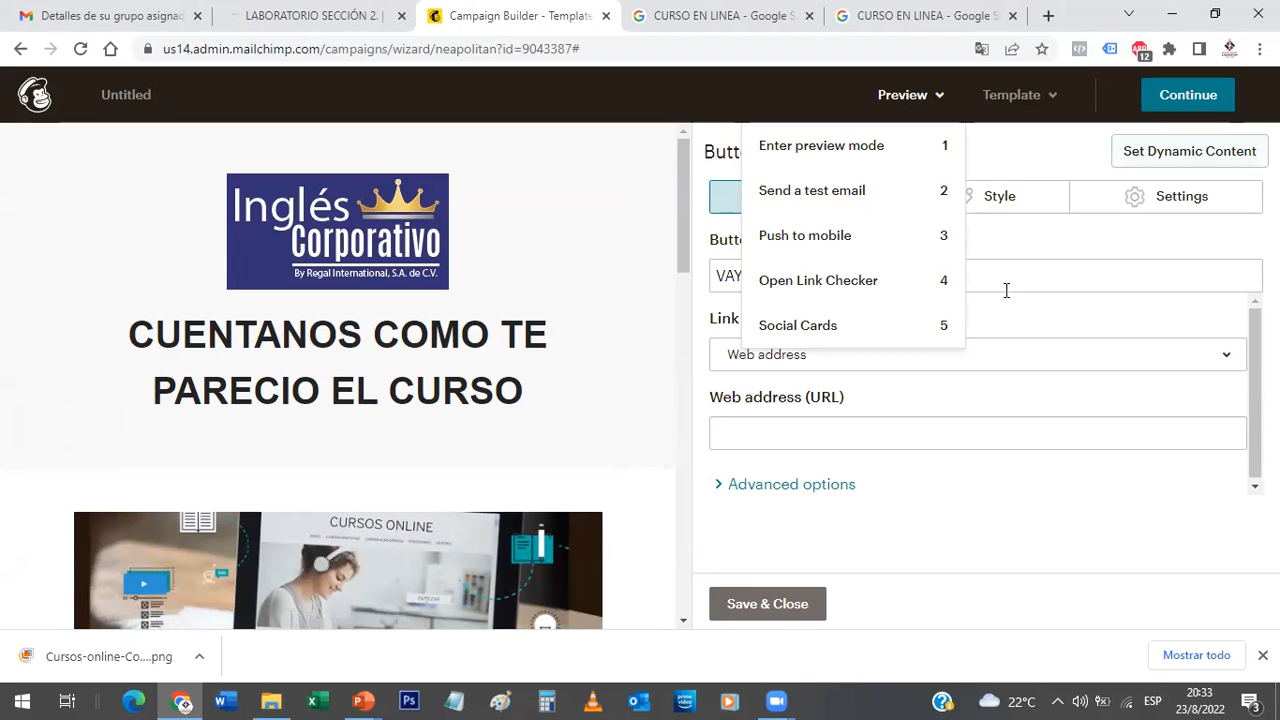 Detalles de su grupo asignad
LABORATORIO SECCIÓN 2. |
Campaign Builder - Template
CURSO EN LINEA - Google S
CURSO EN LINEA - Google S
us14.admin.mailchimp.com/campaigns/wizard/neapolitan?id=9043387#
12
Untitled
Preview
Template
Continue
Enter preview mode 1
Send a test email 2
Push to mobile 3
Open Link Checker 4
Social Cards 5
Set Dynamic Content
Style
Settings
VAY
Link
Web address
Web address (URL)
Advanced options
Save & Close
Inglés
Corporativo
By Regal International, S.A. de C.V.
CUENTANOS COMO TE
PARECIO EL CURSO
CURSOS ONLINE
Cursos-online-Co....png
Mostrar todo
22°C
ESP
20:33
23/8/2022
3